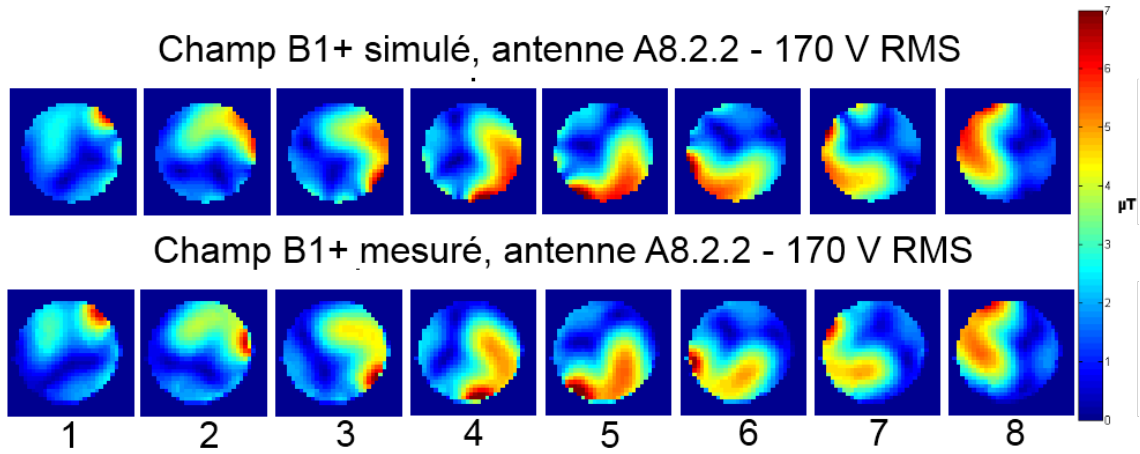 Champ B1+ simulé, antenne A8.2.2 - 170 V RMS
Champ B1+ mesuré, antenne A8.2.2 - 170 V RMS
1 2 3 4 5 6 7 8
7
6
5
4
µT
3
2
1
0